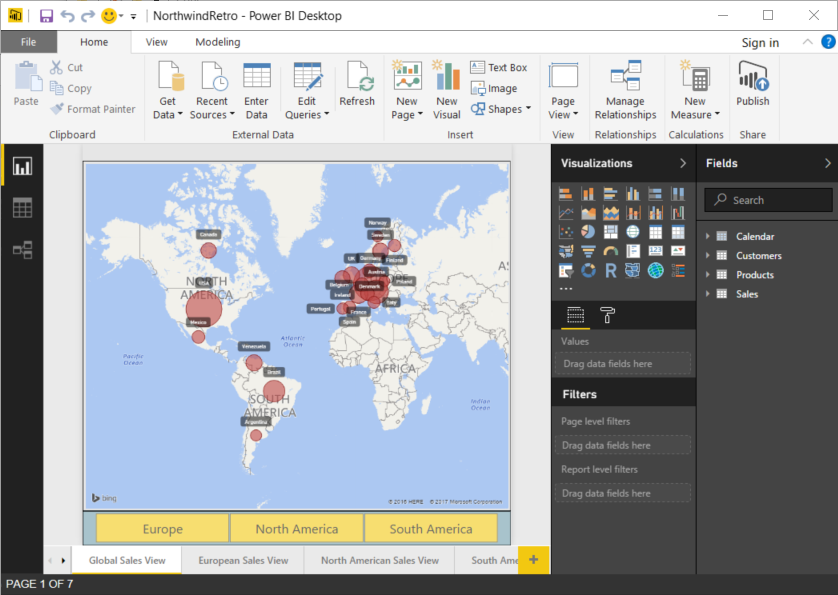 NorthwindRetro - Power BI Desktop
File Home View Modeling Sign in ?
Paste
Cut
Copy
Format Painter
Get Data
Recent Sources
Enter Data
Edit Queries
Refresh
New Page
New Visual
Text Box
Image
Shapes
Page View
Manage Relationships
New Measure
Publish
Clipboard External Data Insert View Relationships Calculations Share
Visualizations
Fields
Search
Calendar
Customers
Products
Sales
R
123
Values
Drag data fields here
Filters
Page level filters
Drag data fields here
Report level filters
Drag data fields here
Canada
NORTH AMERICA
USA
Mexico
Venezuela
Brazil
SOUTH AMERICA
Argentina
Norway
Sweden
UK
Denmark
Finland
Austria
Belgium
Germany
Poland
Ireland
Italy
Portugal
France
Spain
AFRICA
Pacific Ocean
Atlantic Ocean
Indian Ocean
bing
© 2016 HERE © 2017 Microsoft Corporation
Europe North America South America
Global Sales View European Sales View North American Sales View South Ame
PAGE 1 OF 7